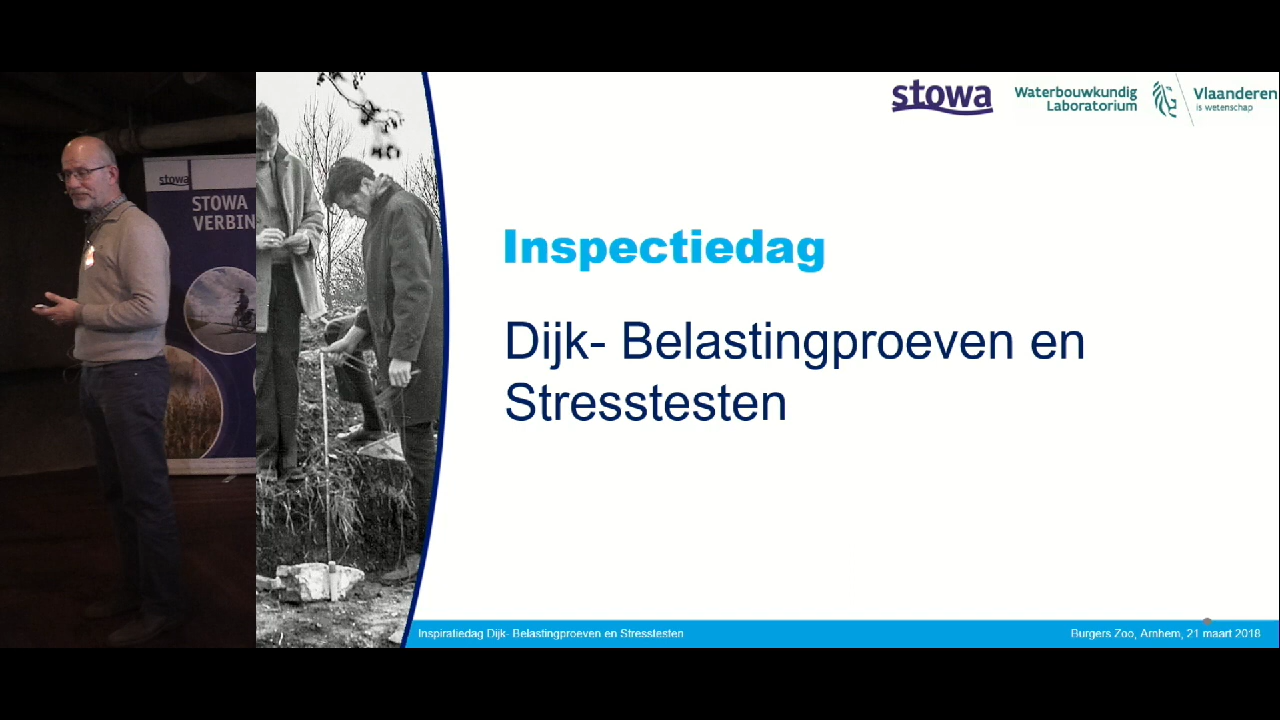 stowa
STOWA
VERBIN
stowa
Waterbouwkundig
Laboratorium
Vlaanderen
is wetenschap
Inspectiedag
Dijk- Belastingproeven en
Stresstesten
Inspiratiedag Dijk- Belastingproeven en Stresstesten
Burgers Zoo, Arnhem, 21 maart 2018